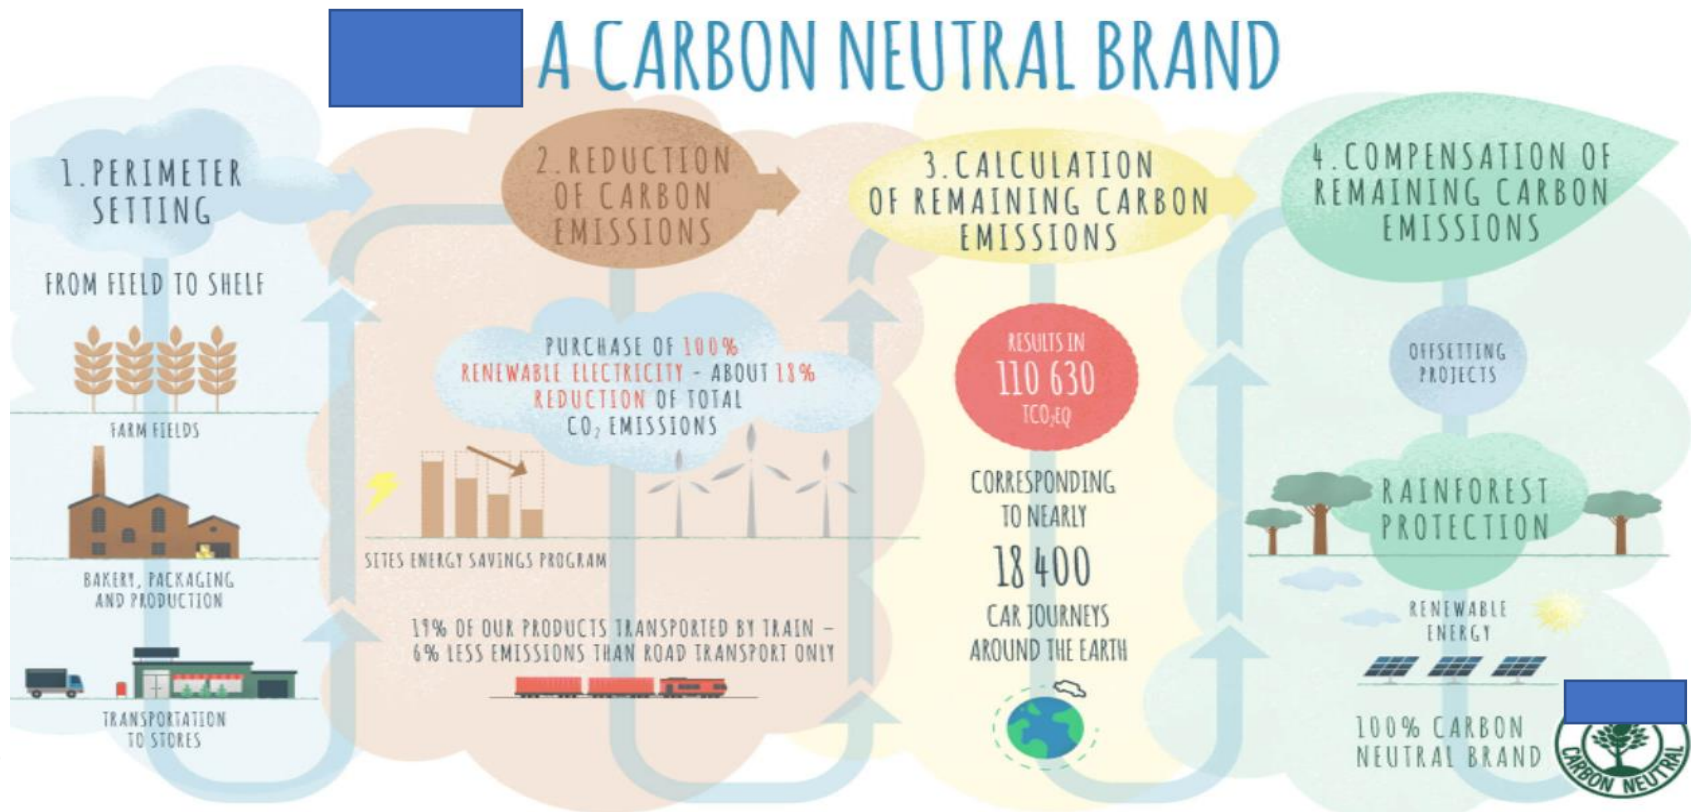 A CARBON NEUTRAL BRAND
1. PERIMETER
SETTING
FROM FIELD TO SHELF
FARM FIELDS
BAKERY, PACKAGING
AND PRODUCTION
TRANSPORTATION
TO STORES
2. REDUCTION
OF CARBON
EMISSIONS
PURCHASE OF 100%
RENEWABLE ELECTRICITY - ABOUT 18%
REDUCTION OF TOTAL
CO₂ EMISSIONS
SITES ENERGY SAVINGS PROGRAM
19% OF OUR PRODUCTS TRANSPORTED BY TRAIN –
6% LESS EMISSIONS THAN ROAD TRANSPORT ONLY
3. CALCULATION
OF REMAINING CARBON
EMISSIONS
RESULTS IN
110 630
TCO₂EQ
CORRESPONDING
TO NEARLY
18 400
CAR JOURNEYS
AROUND THE EARTH
4. COMPENSATION OF
REMAINING CARBON
EMISSIONS
OFFSETTING
PROJECTS
RAINFOREST
PROTECTION
RENEWABLE
ENERGY
100% CARBON
NEUTRAL BRAND
CARBON NEUTRAL